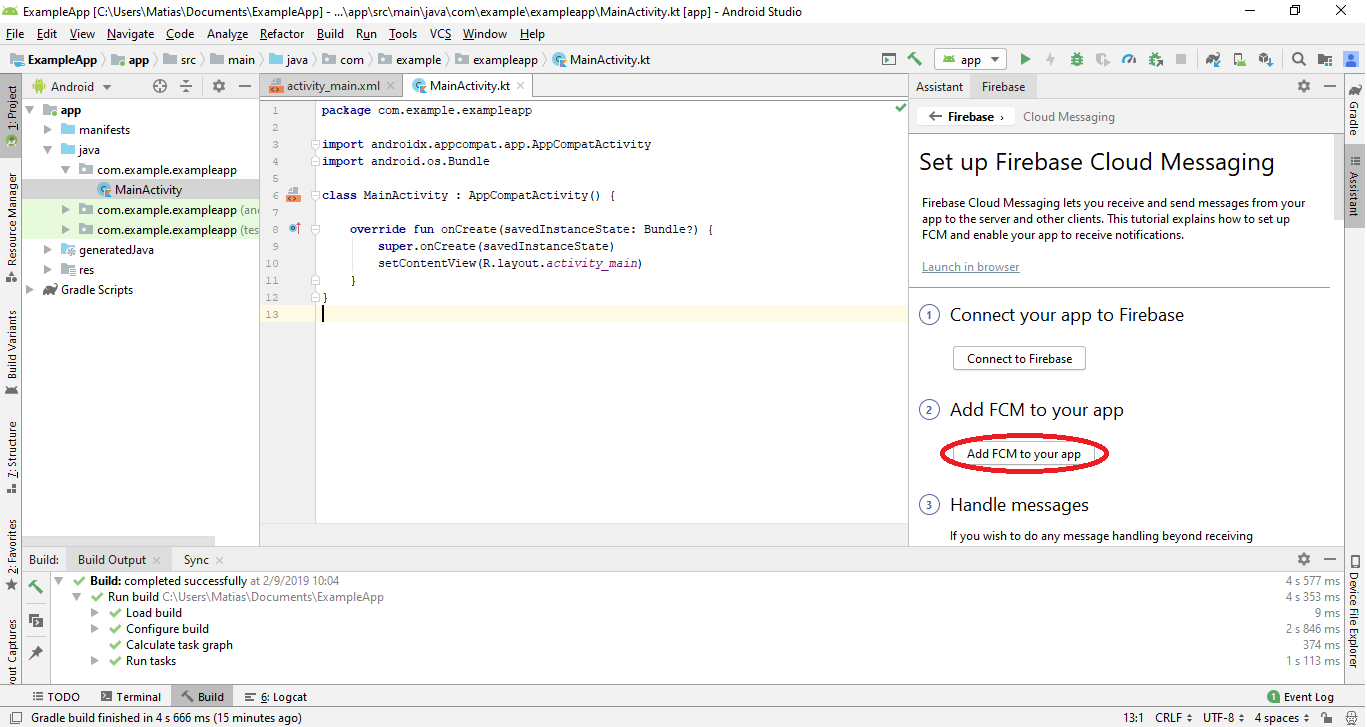 ExampleApp [C:\Users\Matias\Documents\ExampleApp] - ...\app\src\main\java\com\example\exampleapp\MainActivity.kt [app] - Android Studio
File Edit View Navigate Code Analyze Refactor Build Run Tools VCS Window Help
ExampleApp app src main java com example exampleapp MainActivity.kt app
1: Project
Resource Manager
Build Variants
7: Structure
2: Favorites
Android
app
manifests
java
com.example.exampleapp
MainActivity
com.example.exampleapp (an
com.example.exampleapp (tes
generatedJava
res
Gradle Scripts
activity_main.xml MainActivity.kt
1 package com.example.exampleapp
2
3 import androidx.appcompat.app.AppCompatActivity
4 import android.os.Bundle
5
6 class MainActivity : AppCompatActivity() {
7
8 override fun onCreate(savedInstanceState: Bundle?) {
9 super.onCreate(savedInstanceState)
10 setContentView(R.layout.activity_main)
11 }
12 }
13
Assistant Firebase
Firebase › Cloud Messaging
Set up Firebase Cloud Messaging
Firebase Cloud Messaging lets you receive and send messages from your
app to the server and other clients. This tutorial explains how to set up
FCM and enable your app to receive notifications.
Launch in browser
1 Connect your app to Firebase
Connect to Firebase
2 Add FCM to your app
Add FCM to your app
3 Handle messages
If you wish to do any message handling beyond receiving
Gradle
Assistant
Device File Explorer
Build: Build Output Sync
Build: completed successfully at 2/9/2019 10:04 4 s 577 ms
Run build C:\Users\Matias\Documents\ExampleApp 4 s 353 ms
Load build 9 ms
Configure build 2 s 846 ms
Calculate task graph 374 ms
Run tasks 1 s 113 ms
out Captures
TODO Terminal Build 6: Logcat 1 Event Log
Gradle build finished in 4 s 666 ms (15 minutes ago) 13:1 CRLF UTF-8 4 spaces